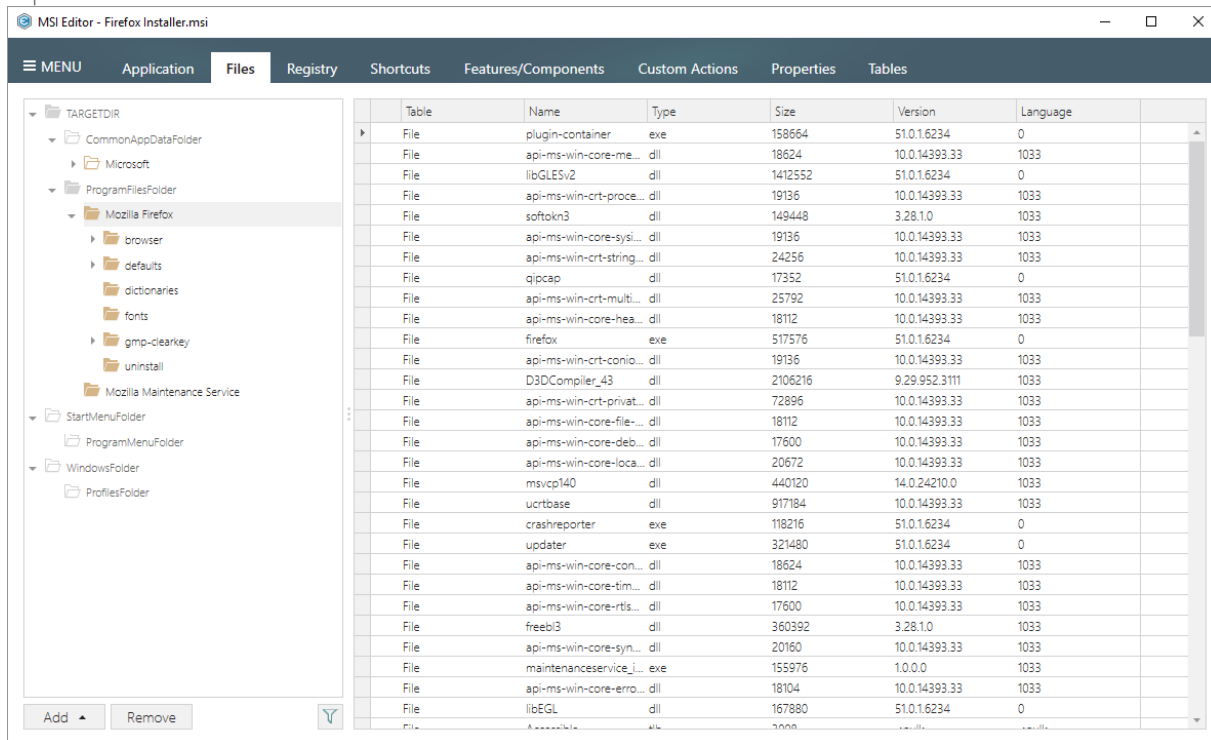 MSI Editor - Firefox Installer.msi
MENU Application Files Registry Shortcuts Features/Components Custom Actions Properties Tables
TARGETDIR
CommonAppDataFolder
Microsoft
ProgramFilesFolder
Mozilla Firefox
browser
defaults
dictionaries
fonts
gmp-clearkey
uninstall
Mozilla Maintenance Service
StartMenuFolder
ProgramMenuFolder
WindowsFolder
ProfilesFolder
Add Remove
Table Name Type Size Version Language
File plugin-container exe 158664 51.0.1.6234 0
File api-ms-win-core-me... dll 18624 10.0.14393.33 1033
File libGLESv2 dll 1412552 51.0.1.6234 0
File api-ms-win-crt-proce... dll 19136 10.0.14393.33 1033
File softokn3 dll 149448 3.28.1.0 1033
File api-ms-win-core-sysi... dll 19136 10.0.14393.33 1033
File api-ms-win-crt-string... dll 24256 10.0.14393.33 1033
File qipcap dll 17352 51.0.1.6234 0
File api-ms-win-crt-multi... dll 25792 10.0.14393.33 1033
File api-ms-win-core-hea... dll 18112 10.0.14393.33 1033
File firefox exe 517576 51.0.1.6234 0
File api-ms-win-crt-conio... dll 19136 10.0.14393.33 1033
File D3DCompiler_43 dll 2106216 9.29.952.3111 1033
File api-ms-win-crt-privat... dll 72896 10.0.14393.33 1033
File api-ms-win-core-file-... dll 18112 10.0.14393.33 1033
File api-ms-win-core-deb... dll 17600 10.0.14393.33 1033
File api-ms-win-core-loca... dll 20672 10.0.14393.33 1033
File msvcp140 dll 440120 14.0.24210.0 1033
File ucrtbase dll 917184 10.0.14393.33 1033
File crashreporter exe 118216 51.0.1.6234 0
File updater exe 321480 51.0.1.6234 0
File api-ms-win-core-con... dll 18624 10.0.14393.33 1033
File api-ms-win-core-tim... dll 18112 10.0.14393.33 1033
File api-ms-win-core-rtls... dll 17600 10.0.14393.33 1033
File freebl3 dll 360392 3.28.1.0 1033
File api-ms-win-core-syn... dll 20160 10.0.14393.33 1033
File maintenanceservice_i... exe 155976 1.0.0.0 1033
File api-ms-win-core-erro... dll 18104 10.0.14393.33 1033
File libEGL dll 167880 51.0.1.6234 0